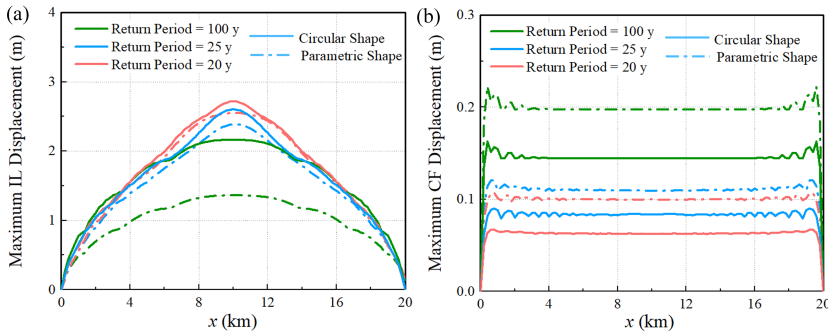 (a)
Maximum IL Displacement (m)
4
3
2
1
0
Return Period = 100 y
Return Period = 25 y
Return Period = 20 y
Circular Shape
Parametric Shape
0 4 8 12 16 20
x (km)
(b)
Maximum CF Displacement (m)
0.3
0.2
0.1
0.0
Return Period = 100 y
Return Period = 25 y
Return Period = 20 y
Circular Shape
Parametric Shape
0 4 8 12 16 20
x (km)